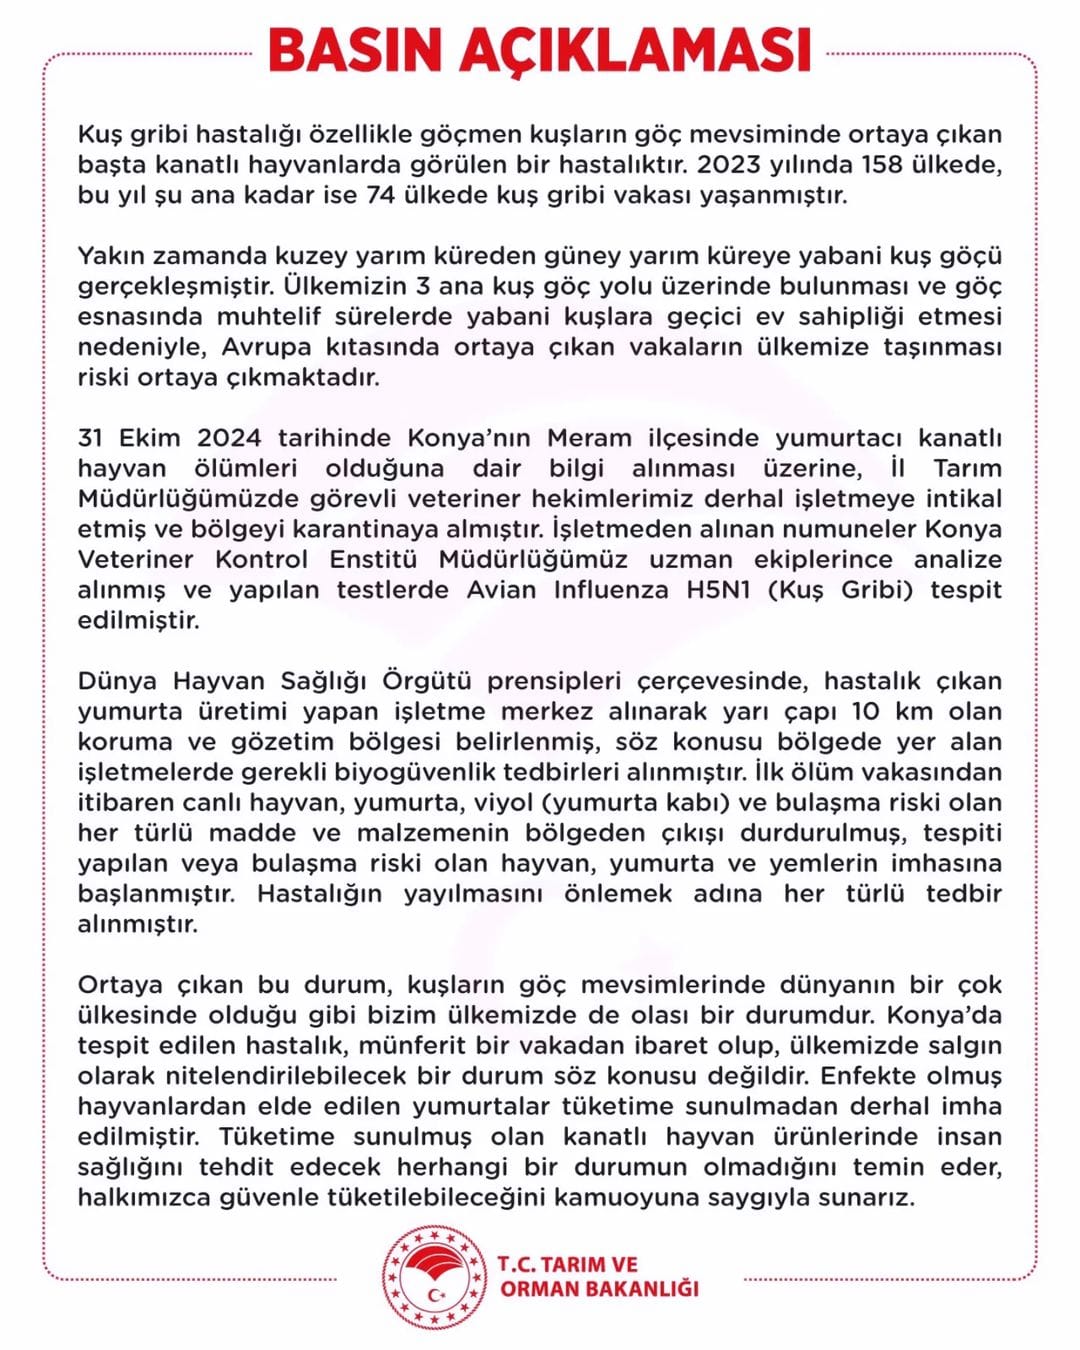 BASIN AÇIKLAMASI
Kuş gribi hastalığı özellikle göçmen kuşların göç mevsiminde ortaya çıkan
başta kanatlı hayvanlarda görülen bir hastalıktır. 2023 yılında 158 ülkede,
bu yıl şu ana kadar ise 74 ülkede kuş gribi vakası yaşanmıştır.
Yakın zamanda kuzey yarım küreden güney yarım küreye yabani kuş göçü
gerçekleşmiştir. Ülkemizin 3 ana kuş göç yolu üzerinde bulunması ve göç
esnasında muhtelif sürelerde yabani kuşlara geçici ev sahipliği etmesi
nedeniyle, Avrupa kıtasında ortaya çıkan vakaların ülkemize taşınması
riski ortaya çıkmaktadır.
31 Ekim 2024 tarihinde Konya’nın Meram ilçesinde yumurtacı kanatlı
hayvan ölümleri olduğuna dair bilgi alınması üzerine, İl Tarım
Müdürlüğümüzde görevli veteriner hekimlerimiz derhal işletmeye intikal
etmiş ve bölgeyi karantinaya almıştır. İşletmeden alınan numuneler Konya
Veteriner Kontrol Enstitü Müdürlüğümüz uzman ekiplerince analize
alınmış ve yapılan testlerde Avian Influenza H5N1 (Kuş Gribi) tespit
edilmiştir.
Dünya Hayvan Sağlığı Örgütü prensipleri çerçevesinde, hastalık çıkan
yumurta üretimi yapan işletme merkez alınarak yarı çapı 10 km olan
koruma ve gözetim bölgesi belirlenmiş, söz konusu bölgede yer alan
işletmelerde gerekli biyogüvenlik tedbirleri alınmıştır. İlk ölüm vakasından
itibaren canlı hayvan, yumurta, viyol (yumurta kabı) ve bulaşma riski olan
her türlü madde ve malzemenin bölgeden çıkışı durdurulmuş, tespiti
yapılan veya bulaşma riski olan hayvan, yumurta ve yemlerin imhasına
başlanmıştır. Hastalığın yayılmasını önlemek adına her türlü tedbir
alınmıştır.
Ortaya çıkan bu durum, kuşların göç mevsimlerinde dünyanın bir çok
ülkesinde olduğu gibi bizim ülkemizde de olası bir durumdur. Konya’da
tespit edilen hastalık, münferit bir vakadan ibaret olup, ülkemizde salgın
olarak nitelendirilebilecek bir durum söz konusu değildir. Enfekte olmuş
hayvanlardan elde edilen yumurtalar tüketime sunulmadan derhal imha
edilmiştir. Tüketime sunulmuş olan kanatlı hayvan ürünlerinde insan
sağlığını tehdit edecek herhangi bir durumun olmadığını temin eder,
halkımızca güvenle tüketilebileceğini kamuoyuna saygıyla sunarız.
T.C. TARIM VE
ORMAN BAKANLIĞI